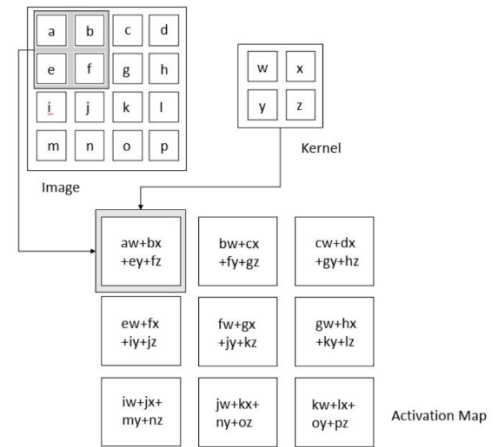 a b c d
e f g h
i j k l
m n o p
Image
w x
y z
Kernel
aw+bx
+ey+fz
bw+cx
+fy+gz
cw+dx
+gy+hz
ew+fx
+iy+jz
fw+gx
+jy+kz
gw+hx
+ky+lz
iw+jx+
my+nz
jw+kx+
ny+oz
kw+lx+
oy+pz
Activation Map